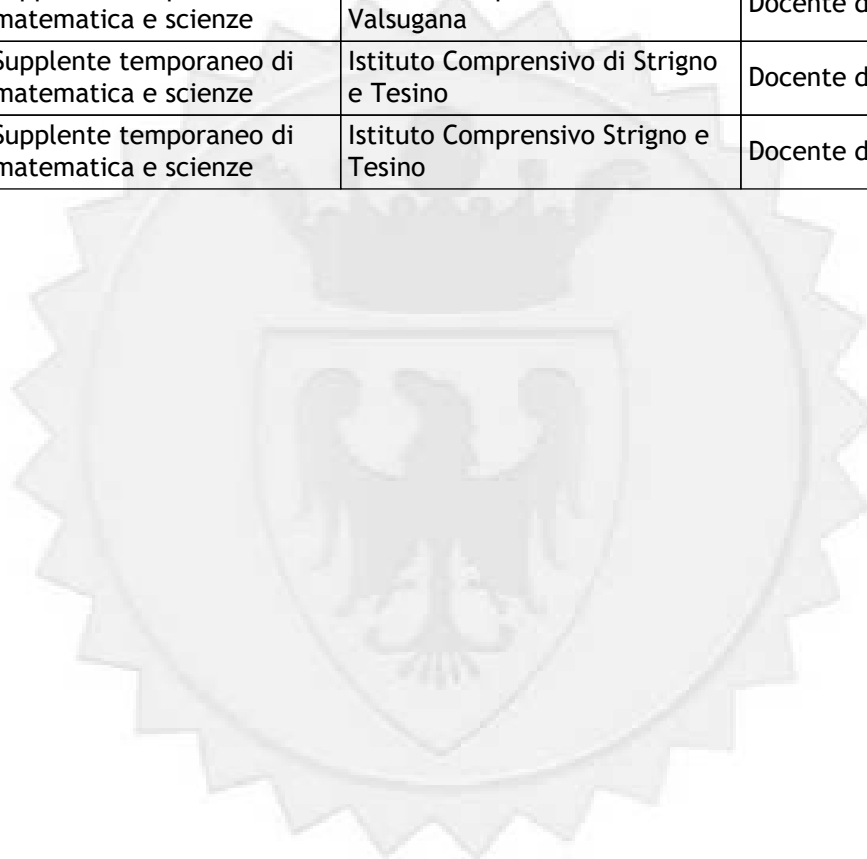 matematica e scienze
Valsugana
Docente d
Supplente temporaneo di
matematica e scienze
Istituto Comprensivo di Strigno
e Tesino
Docente d
Supplente temporaneo di
matematica e scienze
Istituto Comprensivo Strigno e
Tesino
Docente d